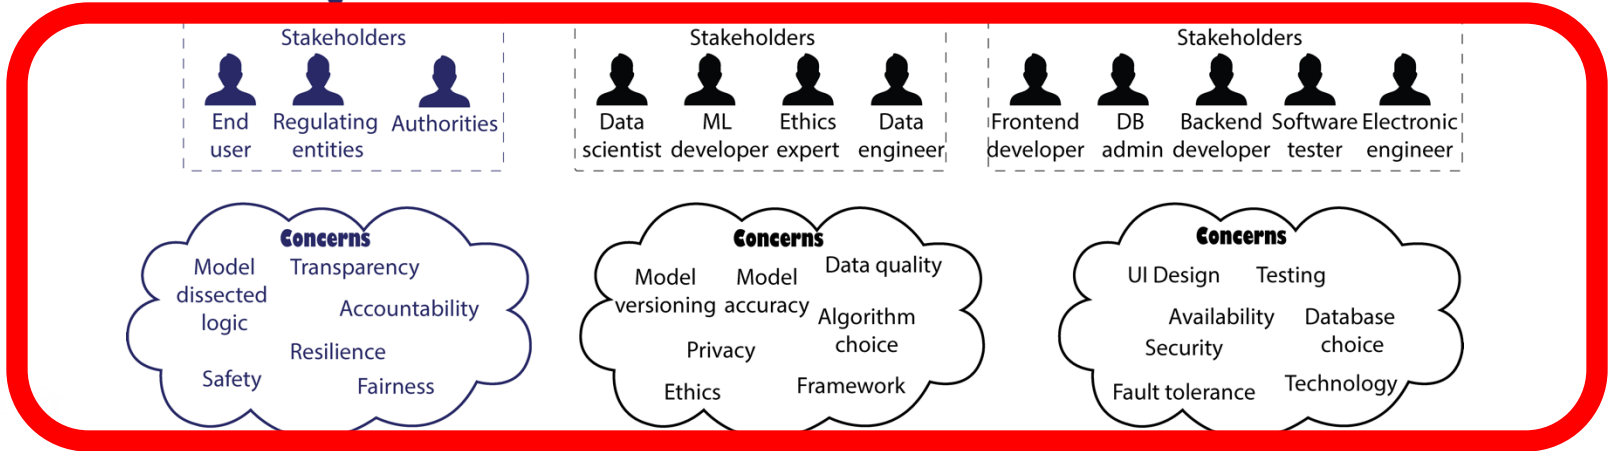 Stakeholders
End user
Regulating entities
Authorities
Stakeholders
Data scientist
ML developer
Ethics expert
Data engineer
Stakeholders
Frontend developer
DB admin
Backend developer
Software tester
Electronic engineer
Concerns
Model dissected logic
Transparency
Accountability
Resilience
Safety
Fairness
Concerns
Model versioning
Model accuracy
Data quality
Algorithm choice
Privacy
Ethics
Framework
Concerns
UI Design
Testing
Availability
Database choice
Security
Fault tolerance
Technology